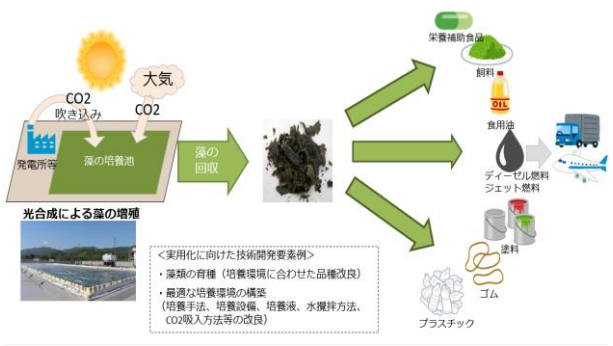 大気
CO2
吹き込み
CO2
発電所等
藻の培養池
光合成による藻の増殖
藻の
回収
栄養補助食品
飼料
OIL
食用油
ディーゼル燃料
ジェット燃料
塗料
ゴム
プラスチック
＜実用化に向けた技術開発要素例＞
・藻類の育種（培養環境に合わせた品種改良）
・最適な培養環境の構築
（培養手法、培養設備、培養液、水攪拌方法、
CO2吸入方法等の改良）